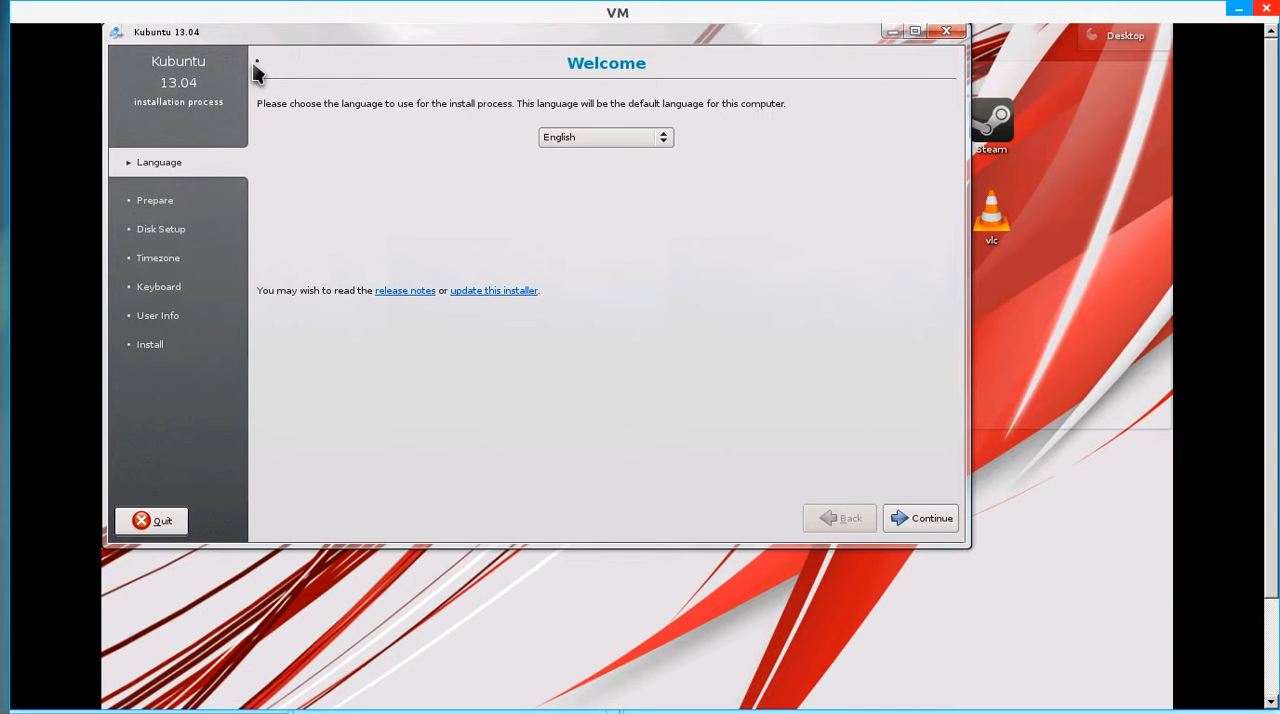 VM
Kubuntu 13.04
Desktop
Kubuntu
13.04
installation process
Welcome
Please choose the language to use for the install process. This language will be the default language for this computer.
English
Language
Prepare
Disk Setup
Timezone
Keyboard
User Info
Install
You may wish to read the release notes or update this installer.
Quit
Back
Continue
Steam
vlc